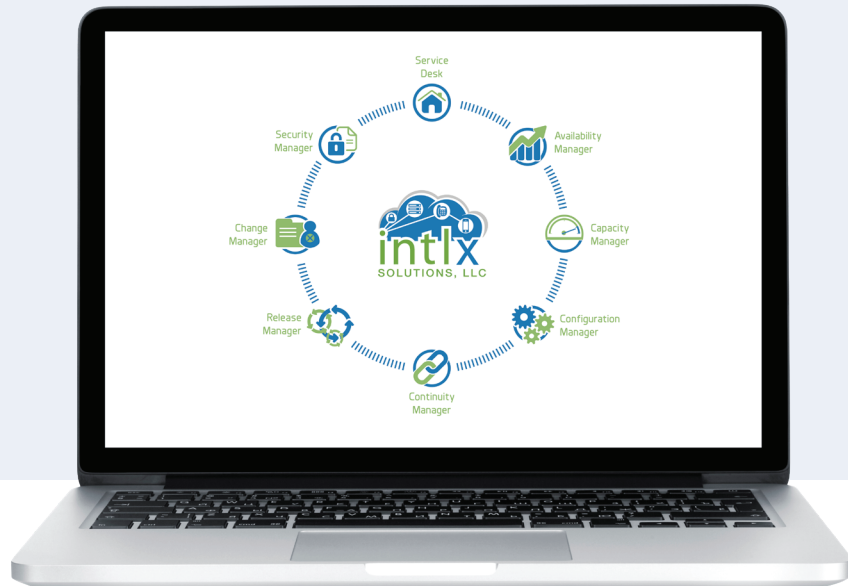 Service
Desk
Availability
Manager
Capacity
Manager
Configuration
Manager
Continuity
Manager
Release
Manager
Change
Manager
Security
Manager
intlx
SOLUTIONS, LLC